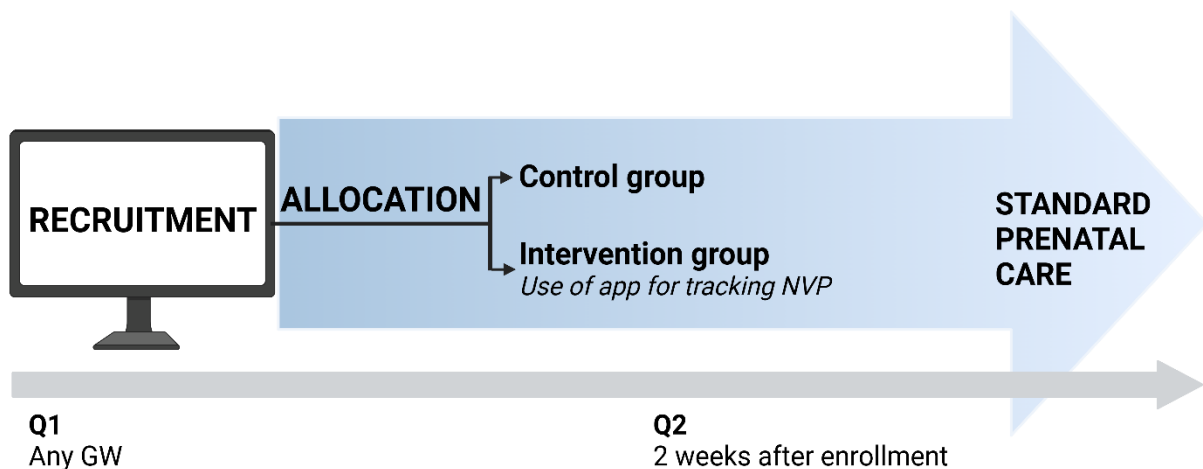 RECRUITMENT
ALLOCATION
Control group
Intervention group
Use of app for tracking NVP
STANDARD
PRENATAL
CARE
Q1
Any GW
Q2
2 weeks after enrollment